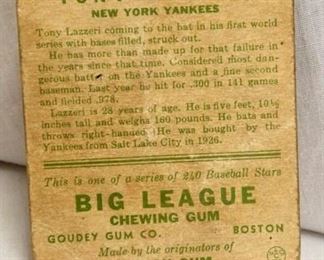 NEW YORK YANKEES
Tony Lazzeri coming to the bat in his first world
series with bases filled, struck out.
He has more than made up for that failure in
the years since that time. Considered most dan-
gerous batter on the Yankees and a fine second
baseman. Last year he hit for .300 in 141 games
and fielded .978.
Lazzeri is 28 years of age. He is five feet, 10½
inches tall and weighs 160 pounds. He bats and
throws right-handed He was bought by the
Yankees from Salt Lake City in 1926.
This is one of a series of 240 Baseball Stars
BIG LEAGUE
CHEWING GUM
GOUDEY GUM CO. BOSTON
Made by the originators of
GUM